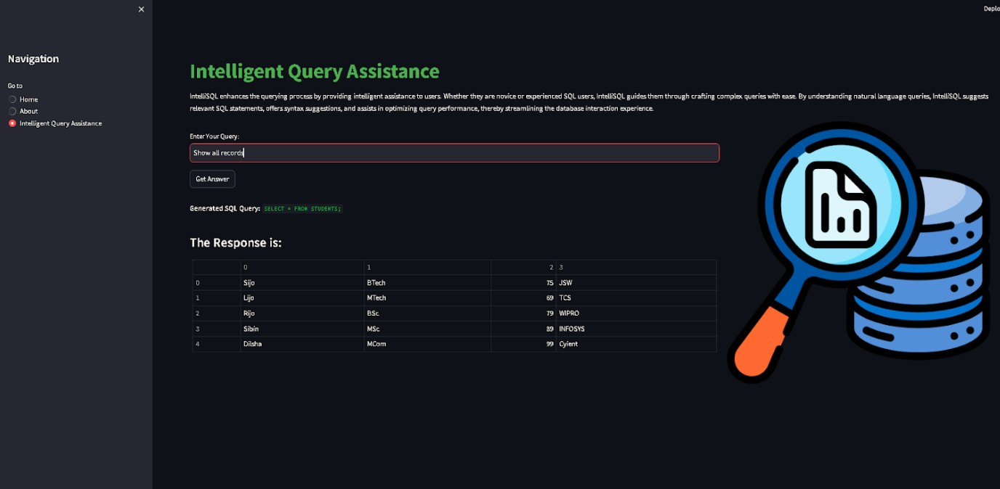 Deplo
Navigation
Go to
Home
About
Intelligent Query Assistance
Intelligent Query Assistance
IntelliSQL enhances the querying process by providing intelligent assistance to users. Whether they are novice or experienced SQL users, IntelliSQL guides them through crafting complex queries with ease. By understanding natural language queries, IntelliSQL suggests
relevant SQL statements, offers syntax suggestions, and assists in optimizing query performance, thereby streamlining the database interaction experience.
Enter Your Query:
Show all records
Get Answer
Generated SQL Query: SELECT * FROM STUDENTS;
The Response is:
0 1 2 3
0 Sijo BTech 75 JSW
1 Lijo MTech 69 TCS
2 Rijo BSc 79 WIPRO
3 Sibin MSc 89 INFOSYS
4 Dilsha MCom 99 Cyient